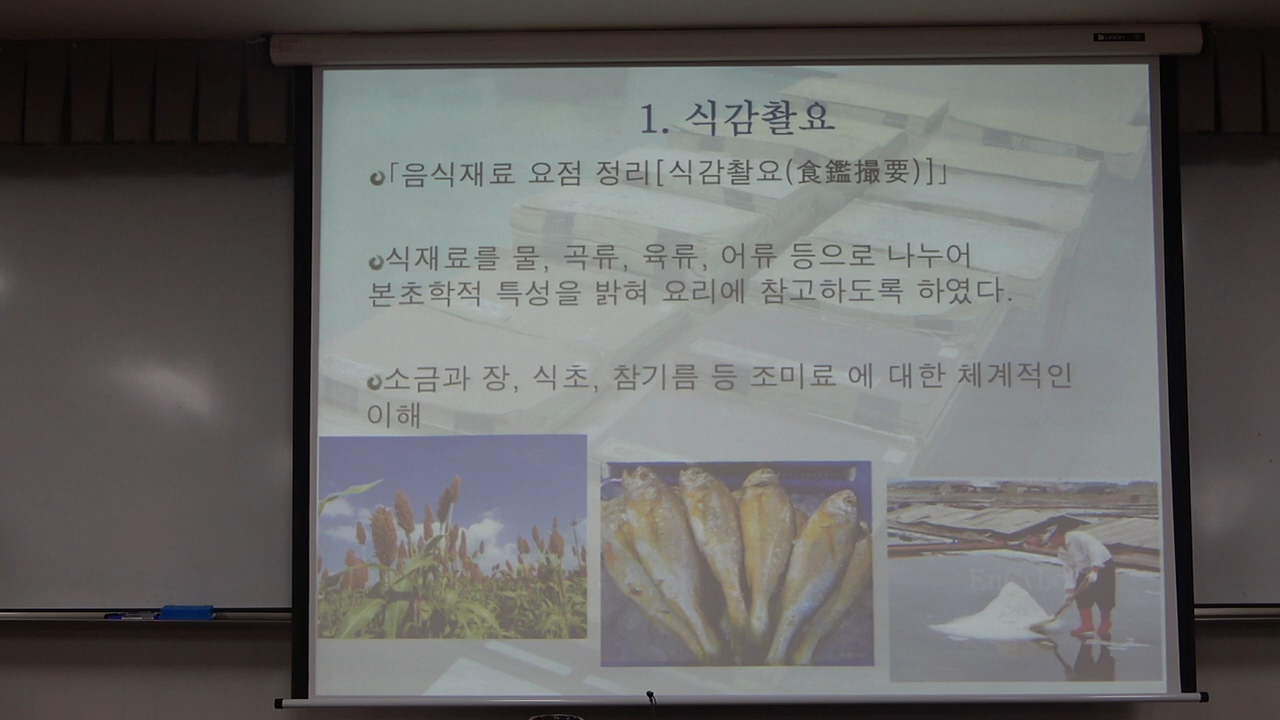 1. 식감촬요
「음식재료 요점 정리[식감촬요(食鑑撮要)]」
식재료를 물, 곡류, 육류, 어류 등으로 나누어
본초학적 특성을 밝혀 요리에 참고하도록 하였다.
소금과 장, 식초, 참기름 등 조미료 에 대한 체계적인
이해